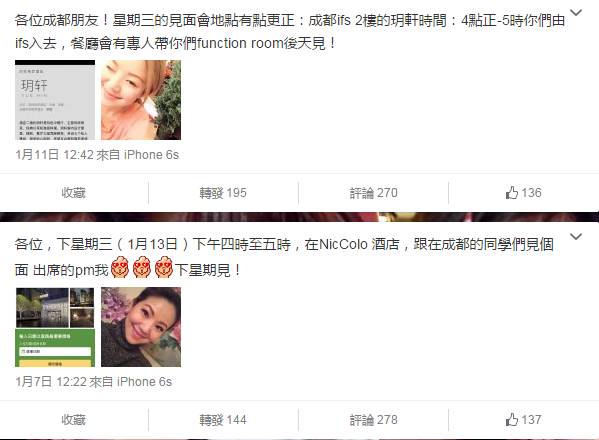 各位成都朋友！星期三的見面會地點有點更正：成都ifs 2樓的玥軒時間：4點正-5時你們由
ifs入去，餐廳會有專人帶你們function room後天見！
玥轩
YUE HIN
1月11日 12:42 來自 iPhone 6s
收藏 轉發 195 評論 270 136
各位，下星期三（1月13日）下午四時至五時，在NicColo 酒店，跟在成都的同學們見個
面 出席的pm我下星期見！
1月7日 12:22 來自 iPhone 6s
收藏 轉發 144 評論 278 137